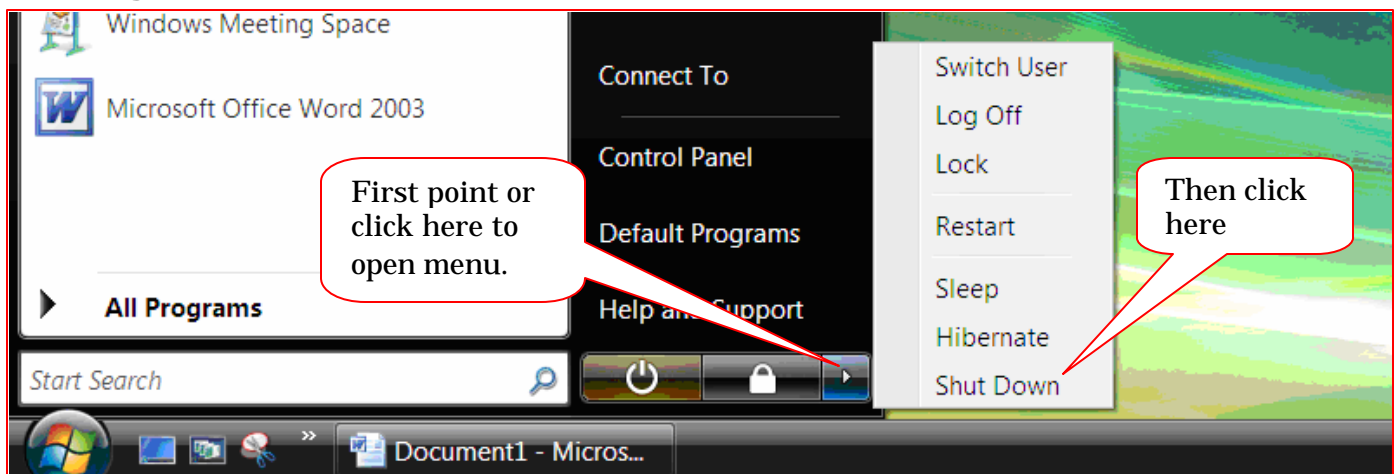 Windows Meeting Space
Microsoft Office Word 2003
All Programs
Start Search
Connect To
Control Panel
Default Programs
Help and Support
First point or
click here to
open menu.
Switch User
Log Off
Lock
Restart
Sleep
Hibernate
Shut Down
Then click
here
»
Document1 - Micros...